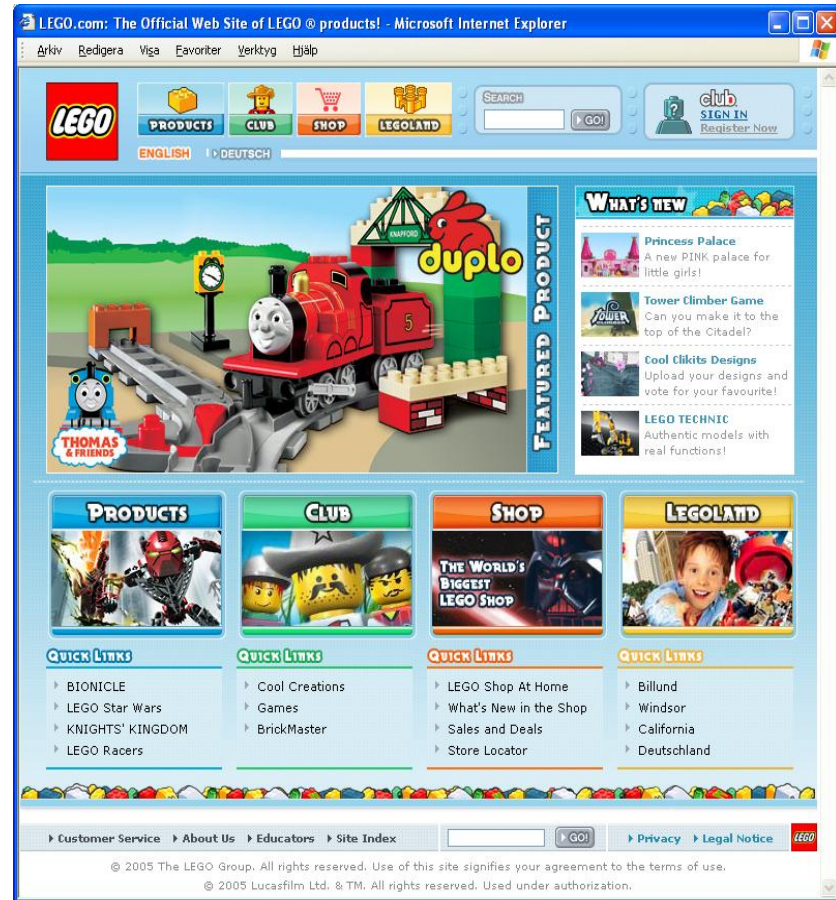 LEGO.com: The Official Web Site of LEGO ® products! - Microsoft Internet Explorer
Arkiv Redigera Visa Favoriter Verktyg Hjälp
LEGO
PRODUCTS CLUB SHOP LEGOLAND
SEARCH
GO!
club
SIGN IN
Register Now
ENGLISH DEUTSCH
KNAPFORD
duplo
5
THOMAS
& FRIENDS
FEATURED PRODUCT
WHAT'S NEW
Princess Palace
A new PINK palace for
little girls!
TOWER
CLIMBER
Tower Climber Game
Can you make it to the
top of the Citadel?
Cool Clikits Designs
Upload your designs and
vote for your favourite!
LEGO TECHNIC
Authentic models with
real functions!
PRODUCTS
CLUB
SHOP
THE WORLD'S
BIGGEST
LEGO SHOP
LEGOLAND
QUICK LINKS
BIONICLE
LEGO Star Wars
KNIGHTS' KINGDOM
LEGO Racers
QUICK LINKS
Cool Creations
Games
BrickMaster
QUICK LINKS
LEGO Shop At Home
What's New in the Shop
Sales and Deals
Store Locator
QUICK LINKS
Billund
Windsor
California
Deutschland
Customer Service About Us Educators Site Index GO! Privacy Legal Notice LEGO
© 2005 The LEGO Group. All rights reserved. Use of this site signifies your agreement to the terms of use.
© 2005 Lucasfilm Ltd. & TM. All rights reserved. Used under authorization.